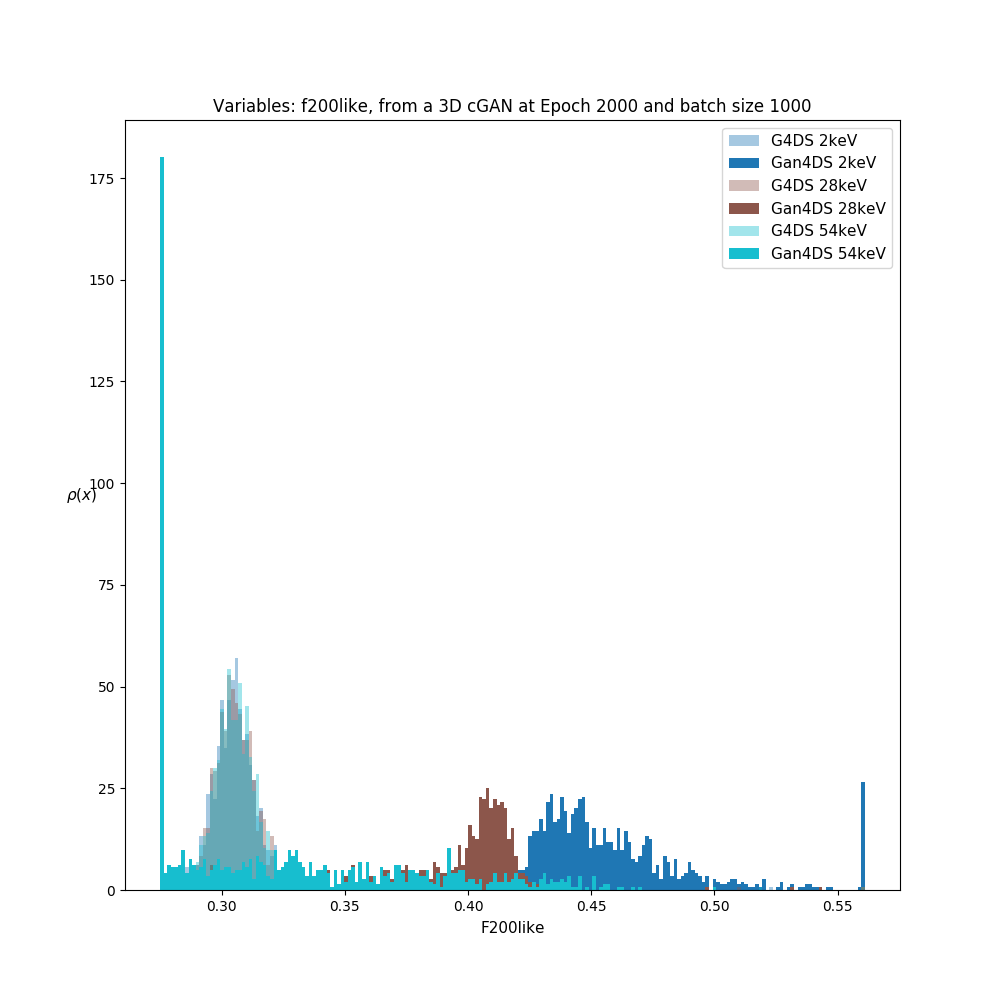 Variables: f200like, from a 3D cGAN at Epoch 2000 and batch size 1000
G4DS 2keV
Gan4DS 2keV
G4DS 28keV
Gan4DS 28keV
G4DS 54keV
Gan4DS 54keV
175
150
125
100
ρ(x)
75
50
25
0
0.30 0.35 0.40 0.45 0.50 0.55
F200like